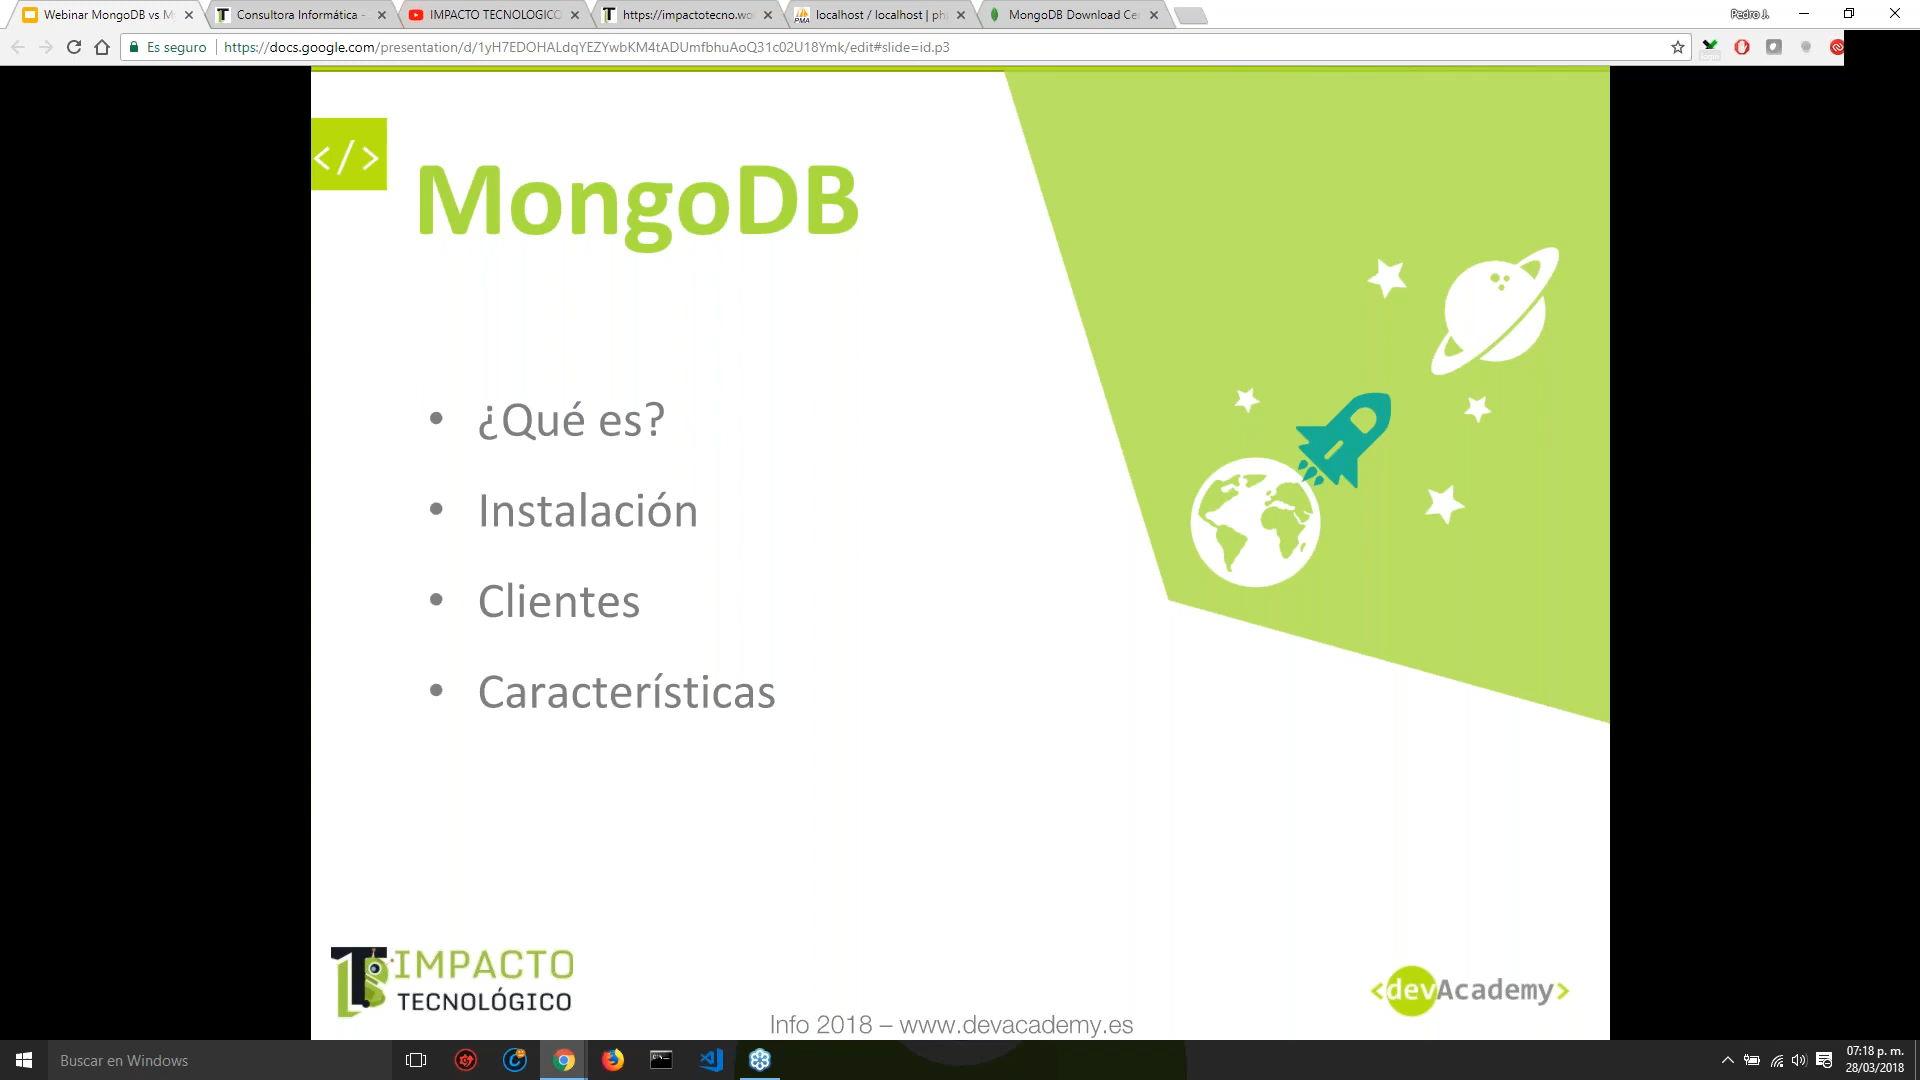 Webinar MongoDB vs M
Consultora Informática -
IMPACTO TECNOLOGICO
https://impactotecno.wo
localhost / localhost | ph
MongoDB Download Ce
Pedro J.
Es seguro
https://docs.google.com/presentation/d/1yH7EDOHALdqYEZYwbKM4tADUmfbhuAoQ31c02U18Ymk/edit#slide=id.p3
</>
MongoDB
• ¿Qué es?
• Instalación
• Clientes
• Características
IMPACTO
TECNOLÓGICO
<devAcademy>
Info 2018 – www.devacademy.es
Buscar en Windows
07:18 p. m.
28/03/2018